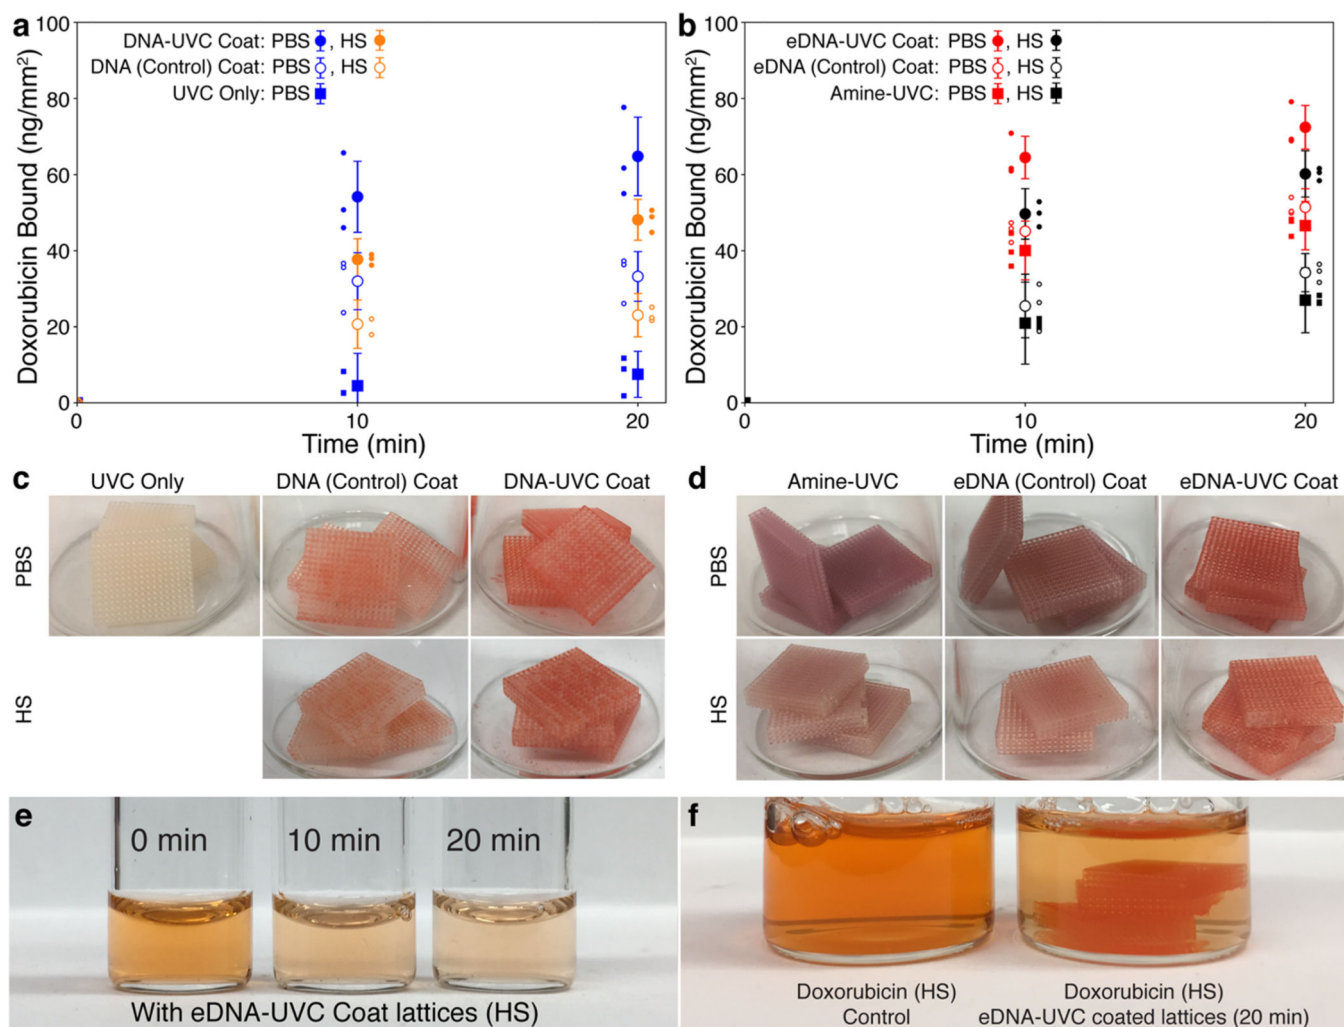 a
100
80
60
40
20
0
Doxorubicin Bound (ng/mm²)
DNA-UVC Coat: PBS , HS
DNA (Control) Coat: PBS , HS
UVC Only: PBS
0 10 20
Time (min)
b
100
80
60
40
20
0
Doxorubicin Bound (ng/mm²)
eDNA-UVC Coat: PBS , HS
eDNA (Control) Coat: PBS , HS
Amine-UVC: PBS , HS
0 10 20
Time (min)
c
UVC Only DNA (Control) Coat DNA-UVC Coat
PBS
HS
d
Amine-UVC eDNA (Control) Coat eDNA-UVC Coat
PBS
HS
e
0 min 10 min 20 min
With eDNA-UVC Coat lattices (HS)
f
Doxorubicin (HS)
Control
Doxorubicin (HS)
eDNA-UVC coated lattices (20 min)